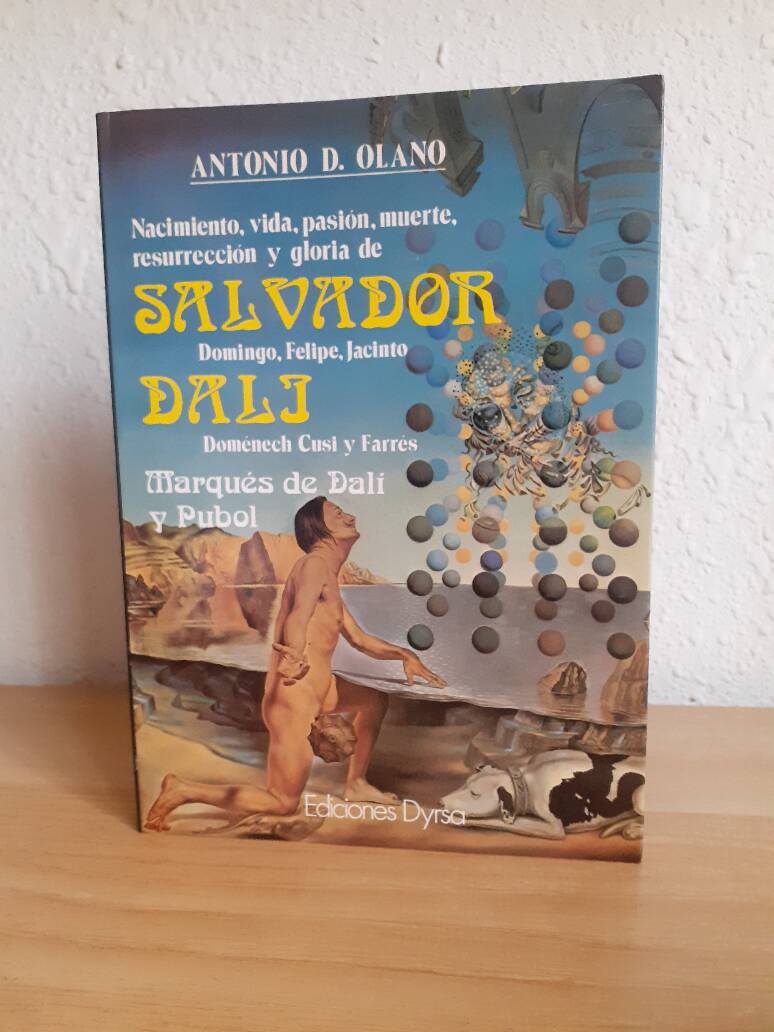 ANTONIO D. OLANO
Nacimiento, vida, pasión, muerte,
resurrección y gloria de
SALVADOR
Domingo, Felipe, Jacinto
DALI
Doménech Cusi y Farrés
Marqués de Dalí
y Pubol
Ediciones Dyrsa